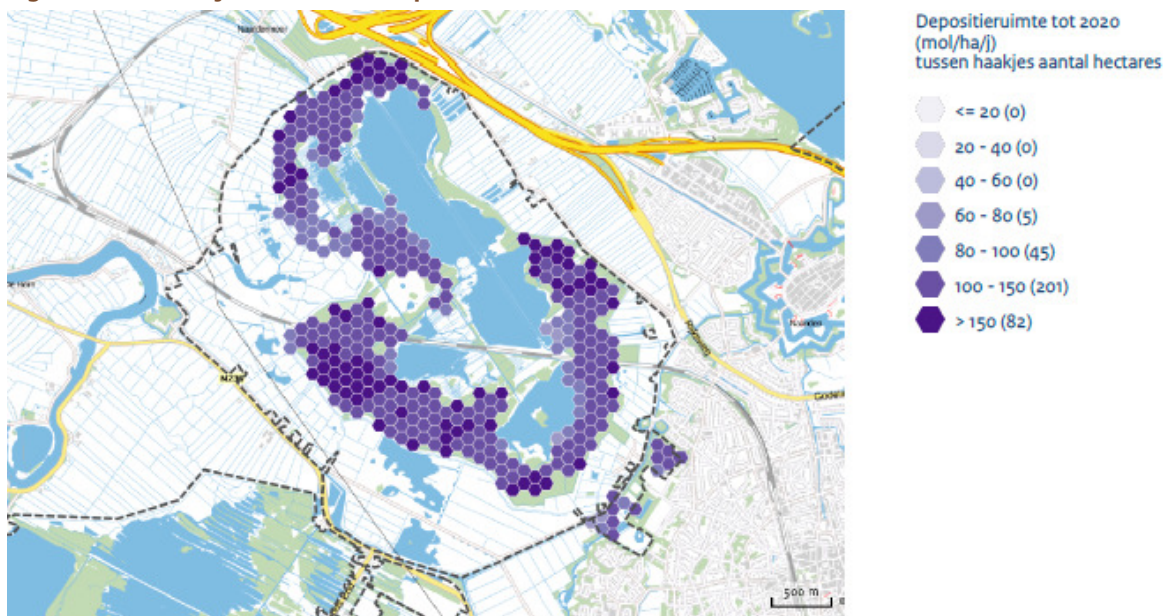 Depositieruimte tot 2020
(mol/ha/j)
tussen haakjes aantal hectares
<= 20 (0)
20 - 40 (0)
40 - 60 (0)
60 - 80 (5)
80 - 100 (45)
100 - 150 (201)
> 150 (82)
Naardermeer
Naarden
Rijksweg
500 m